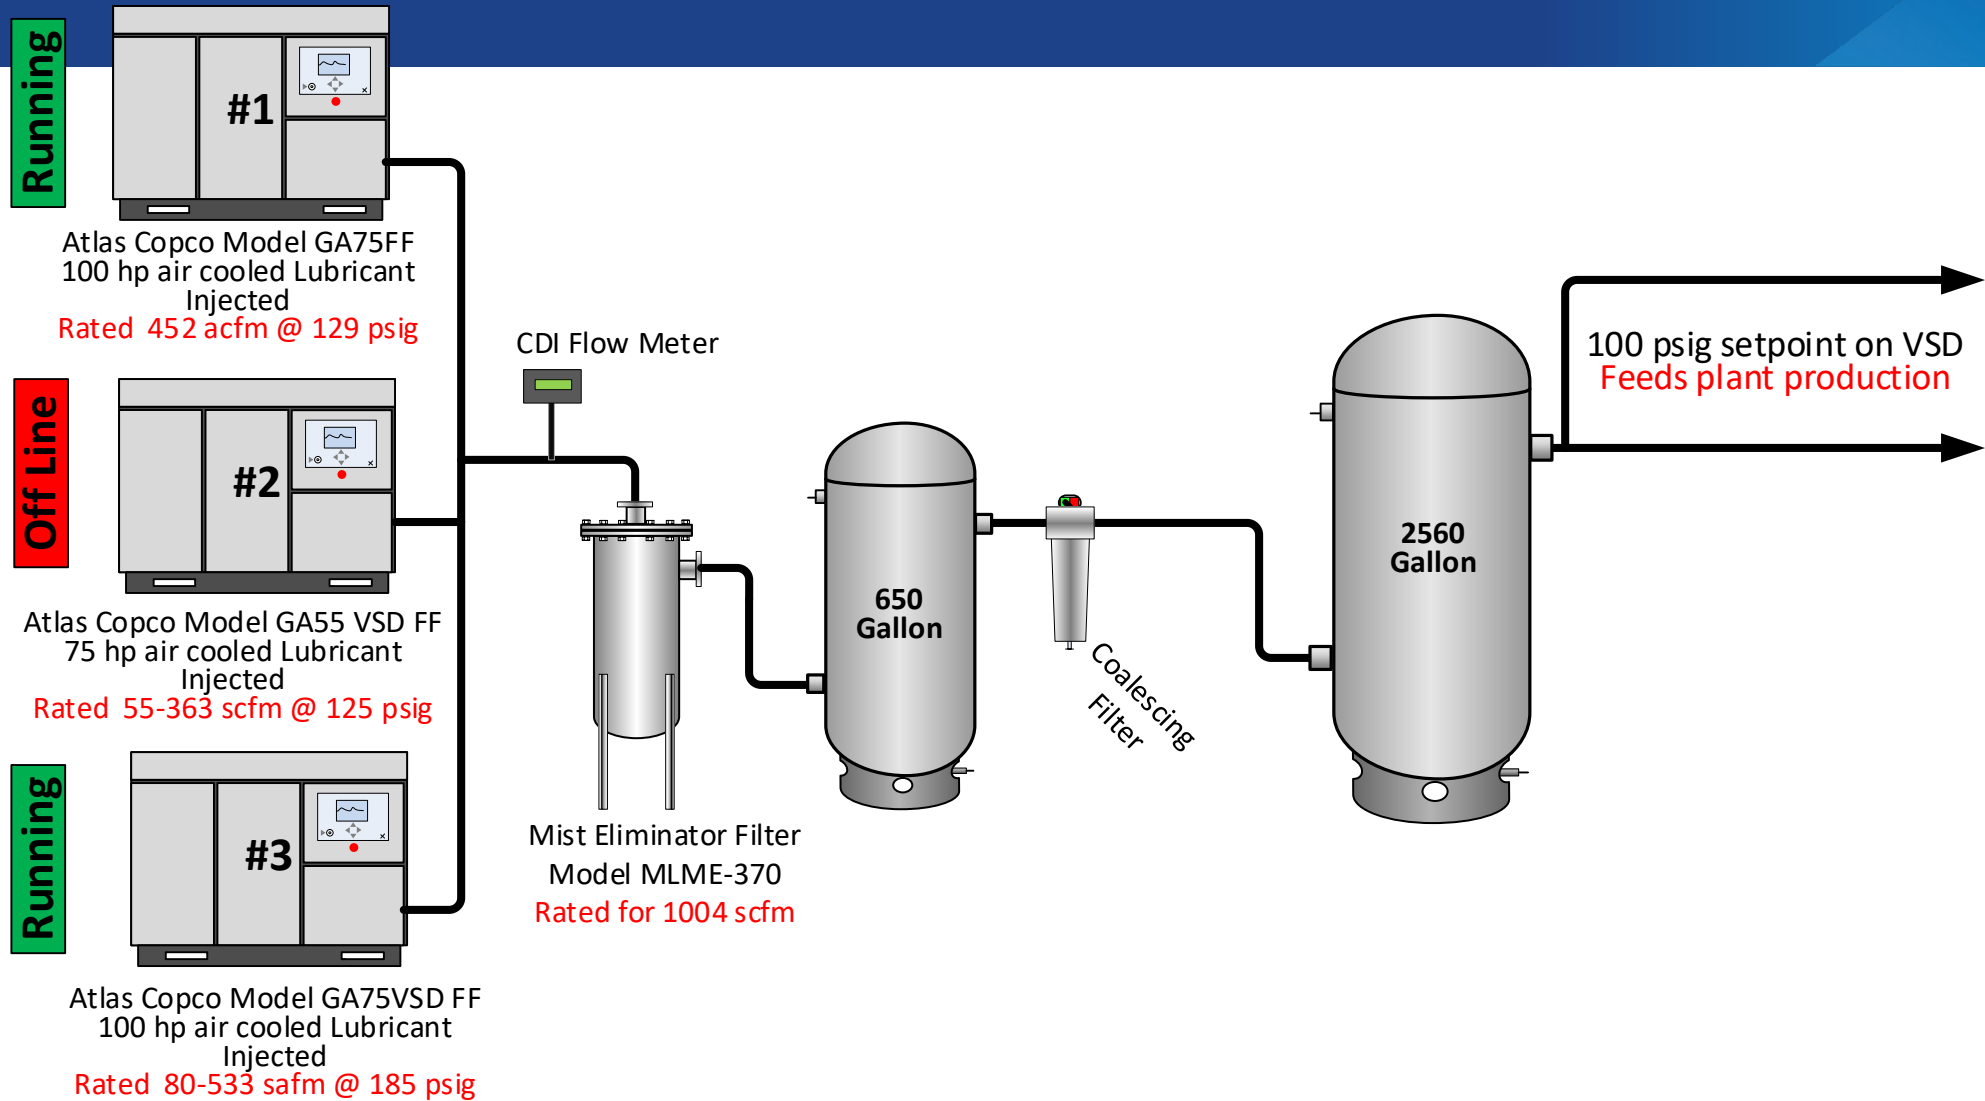 Running
#1
Atlas Copco Model GA75FF
100 hp air cooled Lubricant
Injected
Rated 452 acfm @ 129 psig
Off Line
#2
Atlas Copco Model GA55 VSD FF
75 hp air cooled Lubricant
Injected
Rated 55-363 scfm @ 125 psig
Running
#3
Atlas Copco Model GA75VSD FF
100 hp air cooled Lubricant
Injected
Rated 80-533 safm @ 185 psig
CDI Flow Meter
Mist Eliminator Filter
Model MLME-370
Rated for 1004 scfm
650
Gallon
Coalescing
Filter
2560
Gallon
100 psig setpoint on VSD
Feeds plant production